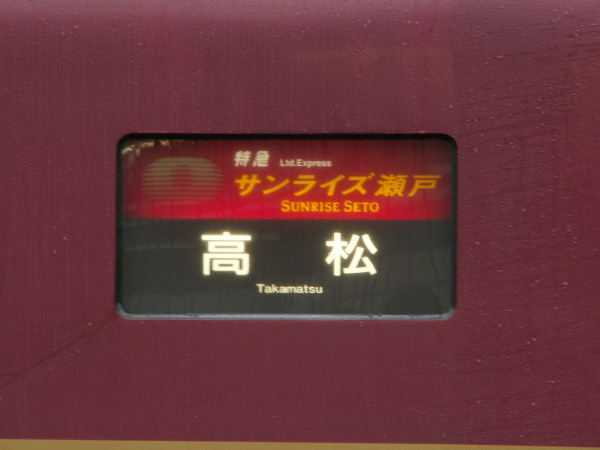 特急 Ltd.Express
サンライズ瀬戸
SUNRISE SETO
高松
Takamatsu